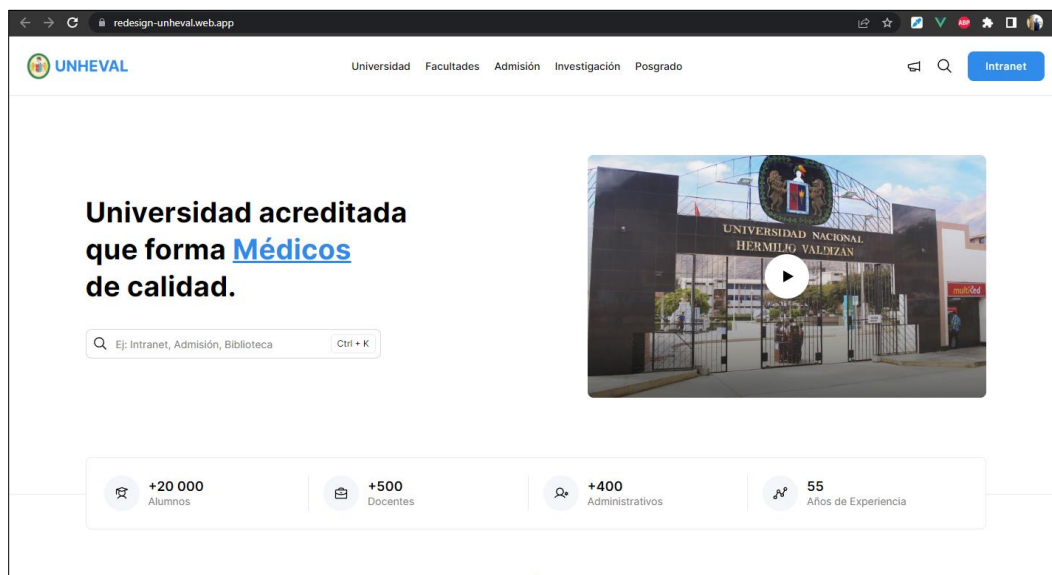 redesign-unheval.web.app
ABP
UNHEVAL
Universidad Facultades Admisión Investigación Posgrado
Intranet
Universidad acreditada
que forma Médicos
de calidad.
Ej: Intranet, Admisión, Biblioteca
Ctrl + K
UNIVERSIDAD NACIONAL
HERMILIO VALDIZAN
multiRed
+20 000
Alumnos
+500
Docentes
+400
Administrativos
55
Años de Experiencia